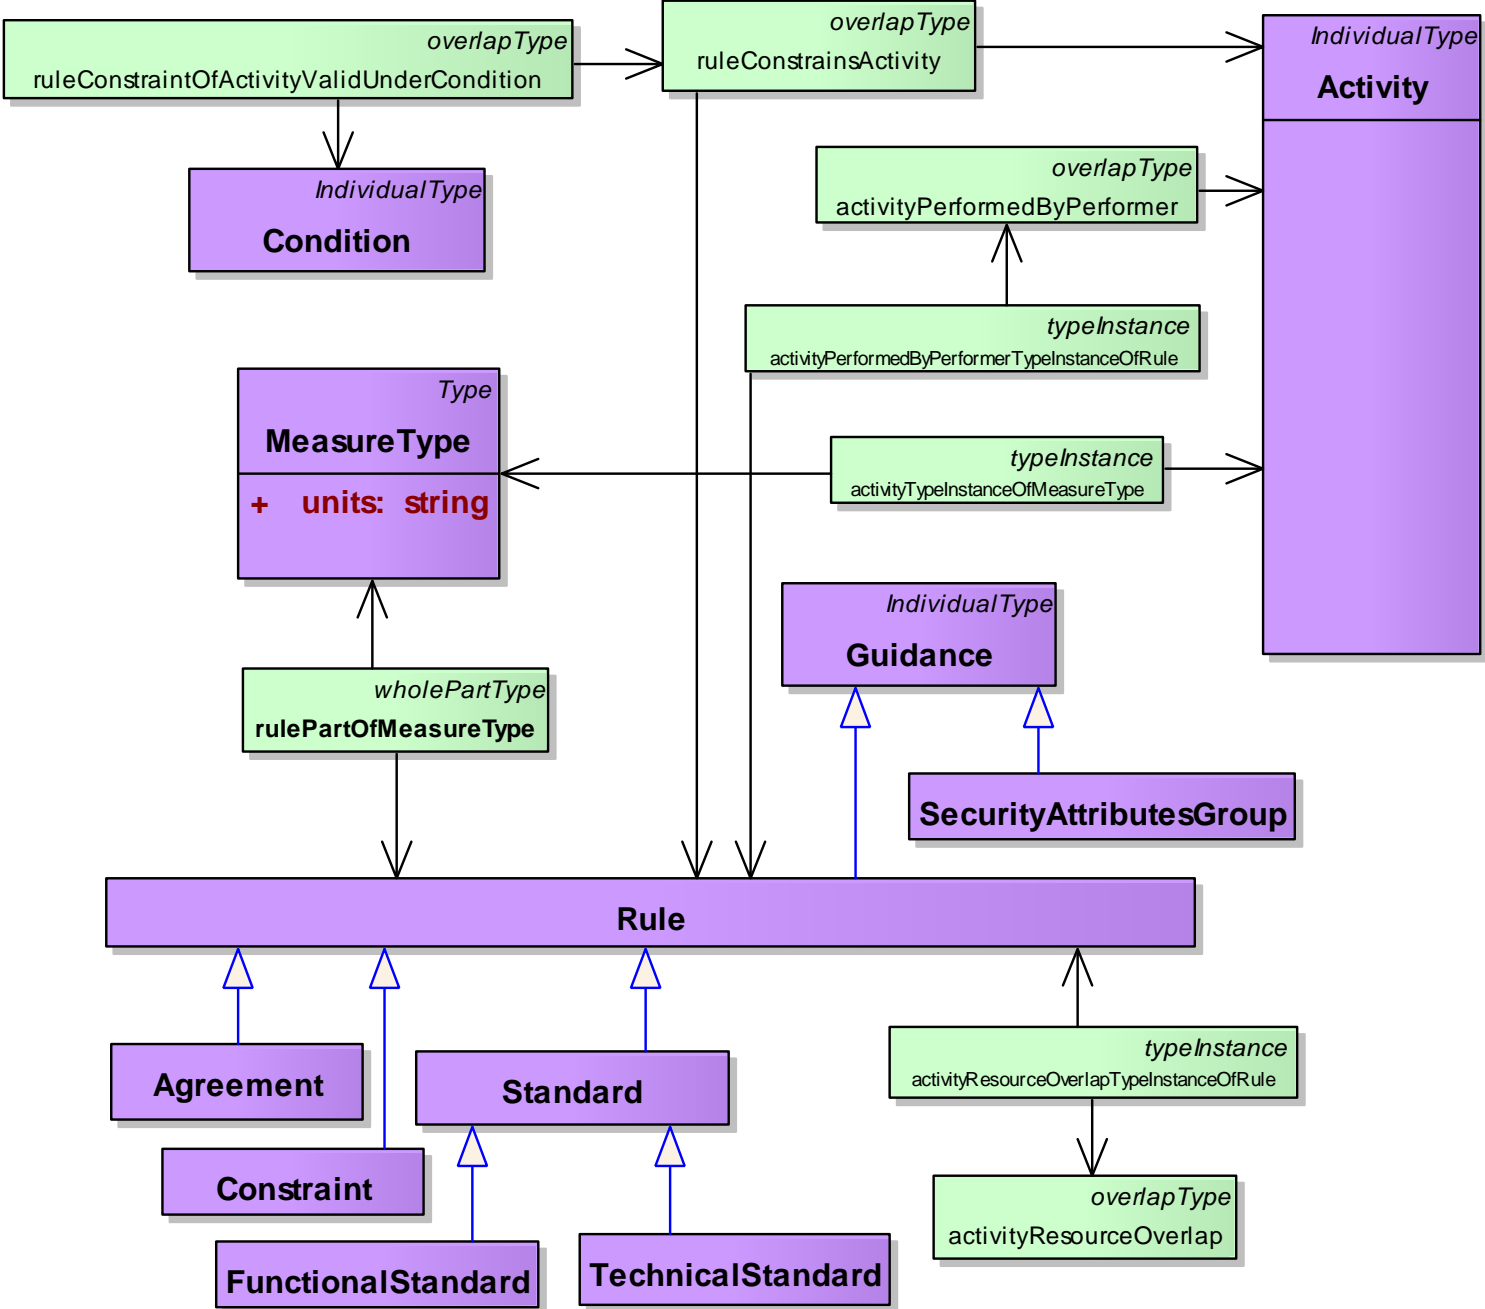 overlapType
ruleConstraintOfActivityValidUnderCondition
overlapType
ruleConstrainsActivity
IndividualType
Activity
IndividualType
Condition
overlapType
activityPerformedByPerformer
typeInstance
activityPerformedByPerformerTypeInstanceOfRule
Type
MeasureType
+ units: string
typeInstance
activityTypeInstanceOfMeasureType
IndividualType
Guidance
wholePartType
rulePartOfMeasureType
SecurityAttributesGroup
Rule
Agreement
Standard
typeInstance
activityResourceOverlapTypeInstanceOfRule
Constraint
overlapType
activityResourceOverlap
FunctionalStandard
TechnicalStandard